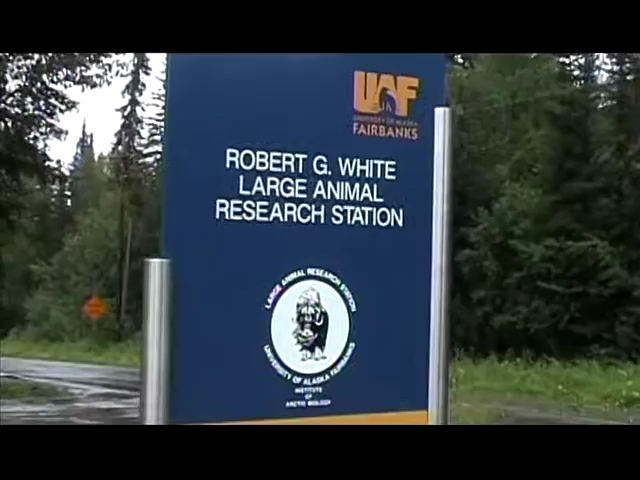 UAF
UNIVERSITY OF ALASKA
FAIRBANKS
ROBERT G. WHITE
LARGE ANIMAL
RESEARCH STATION
LARGE ANIMAL RESEARCH STATION
UNIVERSITY OF ALASKA FAIRBANKS
INSTITUTE
OF
ARCTIC BIOLOGY